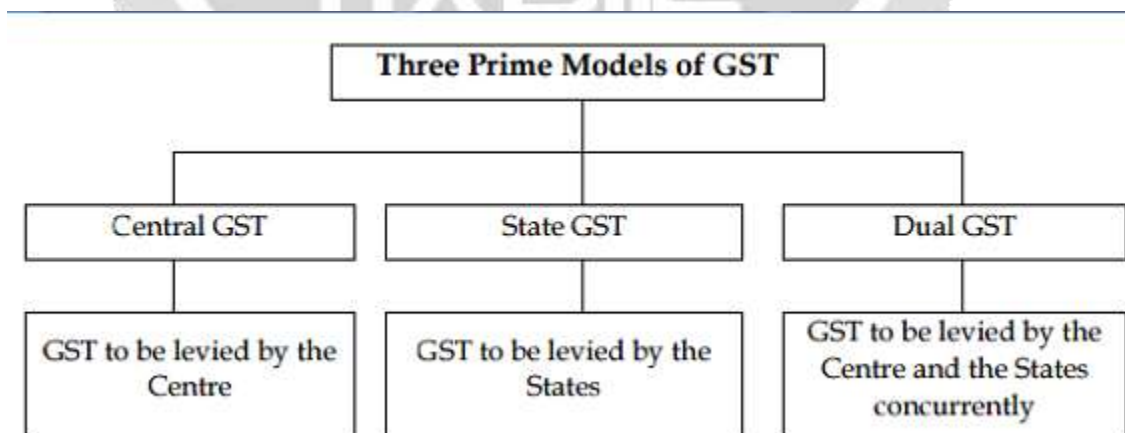 Three Prime Models of GST
Central GST
State GST
Dual GST
GST to be levied by the
Centre
GST to be levied by the
States
GST to be levied by the
Centre and the States
concurrently